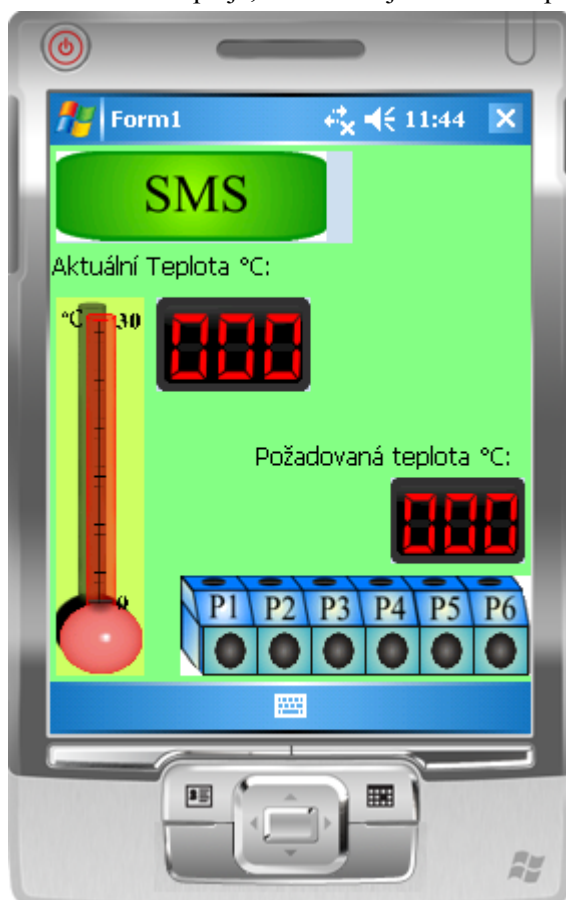 Form1 11:44
SMS
Aktuální Teplota °C:
°C 30
000
Požadovaná teplota °C:
000
0
P1 P2 P3 P4 P5 P6